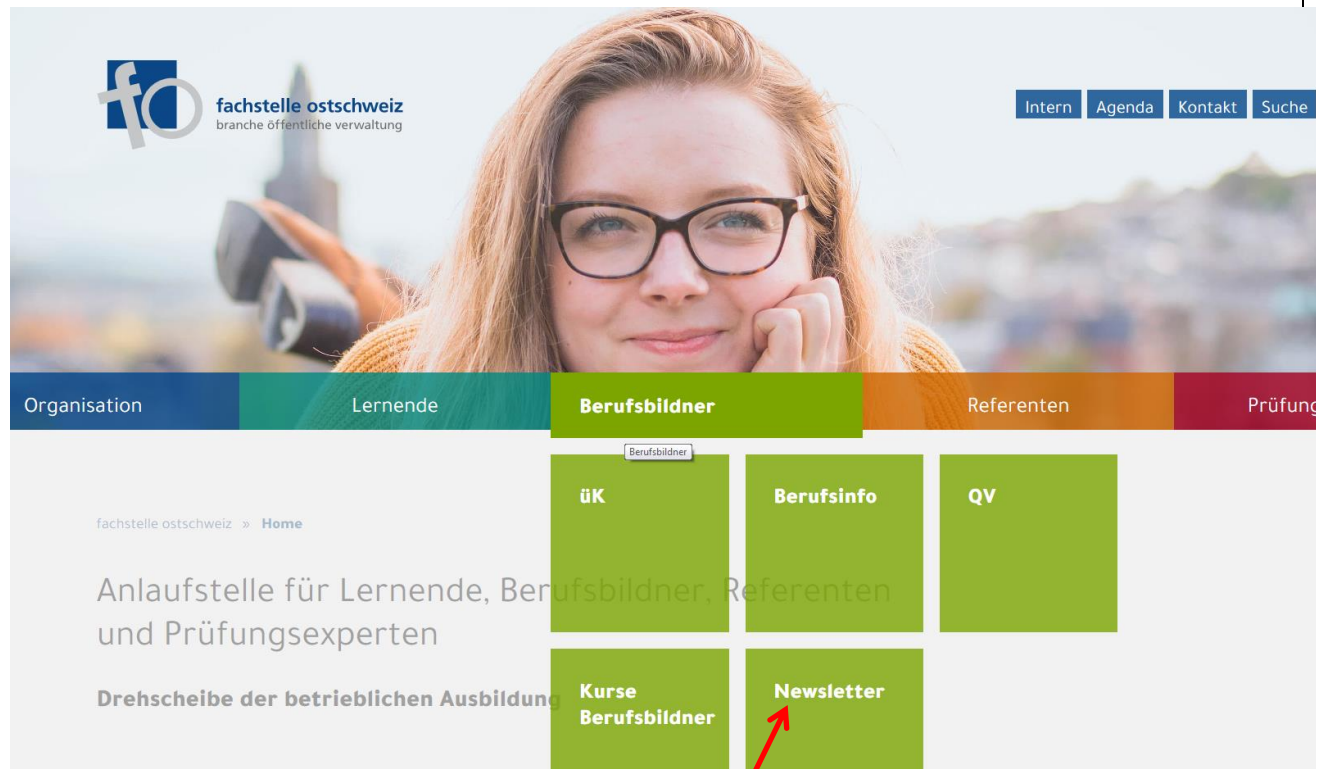 fo
fachstelle ostschweiz
branche öffentliche verwaltung
Intern Agenda Kontakt Suche
Organisation Lernende Berufsbildner Referenten Prüfung
Berufsbildner
üK Berufsinfo QV
fachstelle ostschweiz » Home
Anlaufstelle für Lernende, Berufsbildner, Referenten
und Prüfungsexperten
Drehscheibe der betrieblichen Ausbildung
Kurse
Berufsbildner
Newsletter